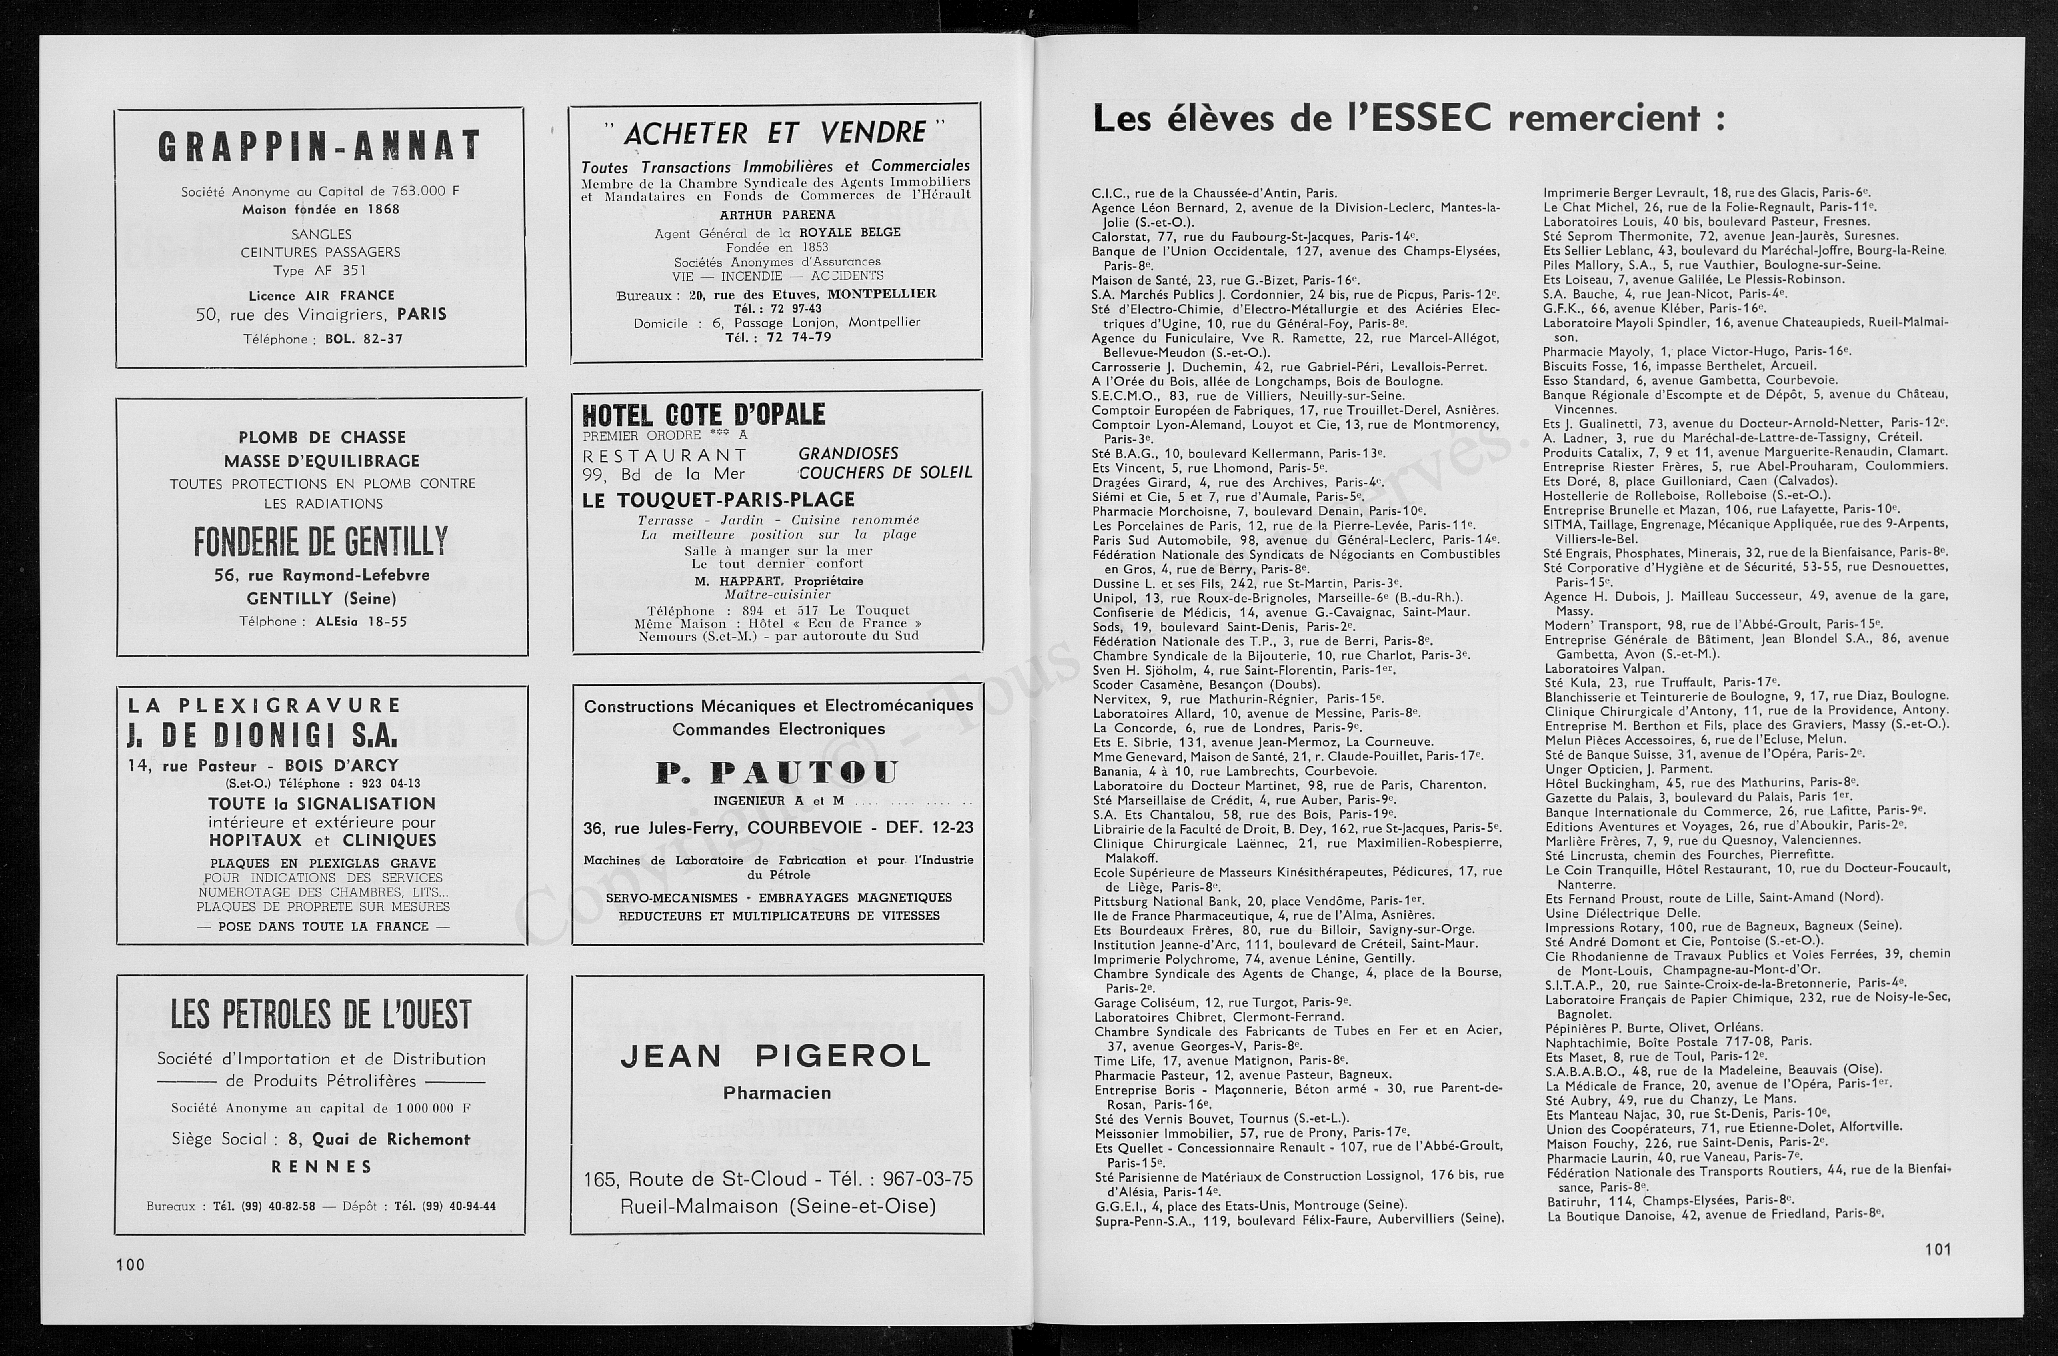 GRAPPIN-ANNAT
Société Anonyme au Capital de 763.000 F
Maison fondée en 1868
SANGLES
CEINTURES PASSAGERS
Type AF 351
Licence AIR FRANCE
50, rue des Vinaigriers, PARIS
Téléphone : BOL. 82-37
PLOMB DE CHASSE
MASSE D'EQUILIBRAGE
TOUTES PROTECTIONS EN PLOMB CONTRE
LES RADIATIONS
FONDERIE DE GENTILLY
56, rue Raymond-Lefebvre
GENTILLY (Seine)
Télphone : ALEsia 18-55
LA PLEXIGRAVURE
J. DE DIONIGI S.A.
14, rue Pasteur - BOIS D'ARCY
(S.et.O.) Téléphone : 923 04-13
TOUTE la SIGNALISATION
intérieure et extérieure pour
HOPITAUX et CLINIQUES
PLAQUES EN PLEXIGLAS GRAVE
POUR INDICATIONS DES SERVICES
NUMEROTAGE DES CHAMBRES, LITS...
PLAQUES DE PROPRETE SUR MESURES
— POSE DANS TOUTE LA FRANCE —
LES PETROLES DE L'OUEST
Société d'Importation et de Distribution
de Produits Pétrolifères
Société Anonyme au capital de 1 000 000 F
Siège Social : 8, Quai de Richemont
RENNES
Bureaux : Tél. (99) 40-82-58 — Dépôt : Tél. (99) 40-94-44
100
" ACHETER ET VENDRE "
Toutes Transactions Immobilières et Commerciales
Membre de la Chambre Syndicale des Agents Immobiliers
et Mandataires en Fonds de Commerces de l'Hérault
ARTHUR PARENA
Agent Général de la ROYALE BELGE
Fondée en 1853
Sociétés Anonymes d'Assurances
VIE — INCENDIE — ACCIDENTS
Bureaux : 20, rue des Etuves, MONTPELLIER
Tél. : 72 97-43
Domicile : 6, Passage Lonjon, Montpellier
Tél. : 72 74-79
HOTEL COTE D'OPALE
PREMIER ORODRE *** A
RESTAURANT GRANDIOSES
99, Bd de la Mer COUCHERS DE SOLEIL
LE TOUQUET-PARIS-PLAGE
Terrasse - Jardin - Cuisine renommée
La meilleure position sur la plage
Salle à manger sur la mer
Le tout dernier confort
M. HAPPART, Propriétaire
Maître-cuisinier
Téléphone : 894 et 517 Le Touquet
Même Maison : Hôtel « Ecu de France »
Nemours (S.et-M.) - par autoroute du Sud
Constructions Mécaniques et Electromécaniques
Commandes Electroniques
P. PAUTOU
INGENIEUR A et M
36, rue Jules-Ferry, COURBEVOIE - DEF. 12-23
Machines de Laboratoire de Fabrication et pour l'Industrie
du Pétrole
SERVO-MECANISMES - EMBRAYAGES MAGNETIQUES
REDUCTEURS ET MULTIPLICATEURS DE VITESSES
JEAN PIGEROL
Pharmacien
165, Route de St-Cloud - Tél. : 967-03-75
Rueil-Malmaison (Seine-et-Oise)
Les élèves de l'ESSEC remercient :
C.I.C., rue de la Chaussée-d'Antin, Paris.
Agence Léon Bernard, 2, avenue de la Division-Leclerc, Mantes-la-
Jolie (S.-et-O.).
Calorstat, 77, rue du Faubourg-St-Jacques, Paris-14e.
Banque de l'Union Occidentale, 127, avenue des Champs-Elysées,
Paris-8e.
Maison de Santé, 23, rue G.-Bizet, Paris-16e.
S.A. Marchés Publics J. Cordonnier, 24 bis, rue de Picpus, Paris-12e.
Sté d'Electro-Chimie, d'Electro-Métallurgie et des Aciéries Elec-
triques d'Ugine, 10, rue du Général-Foy, Paris-8e.
Agence du Funiculaire, Vve R. Ramette, 22, rue Marcel-Allégot,
Bellevue-Meudon (S.-et-O.).
Carrosserie J. Duchemin, 42, rue Gabriel-Péri, Levallois-Perret.
A l'Orée du Bois, allée de Longchamps, Bois de Boulogne.
S.E.C.M.O., 83, rue de Villiers, Neuilly-sur-Seine.
Comptoir Européen de Fabriques, 17, rue Trouillet-Derel, Asnières.
Comptoir Lyon-Alemand, Louyot et Cie, 13, rue de Montmorency,
Paris-3e.
Sté B.A.G., 10, boulevard Kellermann, Paris-13e.
Ets Vincent, 5, rue Lhomond, Paris-5e.
Dragées Girard, 4, rue des Archives, Paris-4e.
Siémi et Cie, 5 et 7, rue d'Aumale, Paris-5e.
Pharmacie Morchoisne, 7, boulevard Denain, Paris-10e.
Les Porcelaines de Paris, 12, rue de la Pierre-Levée, Paris-11e.
Paris Sud Automobile, 98, avenue du Général-Leclerc, Paris-14e.
Fédération Nationale des Syndicats de Négociants en Combustibles
en Gros, 4, rue de Berry, Paris-8e.
Dussine L. et ses Fils, 242, rue St-Martin, Paris-3e.
Unipol, 13, rue Roux-de-Brignoles, Marseille-6e (B.-du-Rh.).
Confiserie de Médicis, 14, avenue G.-Cavaignac, Saint-Maur.
Sods, 19, boulevard Saint-Denis, Paris-2e.
Fédération Nationale des T.P., 3, rue de Berri, Paris-8e.
Chambre Syndicale de la Bijouterie, 10, rue Charlot, Paris-3e.
Sven H. Sjöholm, 4, rue Saint-Florentin, Paris-1er.
Scoder Casamène, Besançon (Doubs).
Nervitex, 9, rue Mathurin-Régnier, Paris-15e.
Laboratoires Allard, 10, avenue de Messine, Paris-8e.
La Concorde, 6, rue de Londres, Paris-9e.
Ets E. Sibrie, 131, avenue Jean-Mermoz, La Courneuve.
Mme Genevard, Maison de Santé, 21, r. Claude-Pouillet, Paris-17e.
Banania, 4 à 10, rue Lambrechts, Courbevoie.
Laboratoire du Docteur Martinet, 98, rue de Paris, Charenton.
Sté Marseillaise de Crédit, 4, rue Auber, Paris-9e.
S.A. Ets Chantalou, 58, rue des Bois, Paris-19e.
Librairie de la Faculté de Droit, B. Dey, 162, rue St-Jacques, Paris-5e.
Clinique Chirurgicale Laënnec, 21, rue Maximilien-Robespierre,
Malakoff.
Ecole Supérieure de Masseurs Kinésithérapeutes, Pédicures, 17, rue
de Liège, Paris-8e.
Pittsburg National Bank, 20, place Vendôme, Paris-1er.
Ile de France Pharmaceutique, 4, rue de l'Alma, Asnières.
Ets Bourdeaux Frères, 80, rue du Billoir, Savigny-sur-Orge.
Institution Jeanne-d'Arc, 111, boulevard de Créteil, Saint-Maur.
Imprimerie Polychrome, 74, avenue Lénine, Gentilly.
Chambre Syndicale des Agents de Change, 4, place de la Bourse,
Paris-2e.
Garage Coliséum, 12, rue Turgot, Paris-9e.
Laboratoires Chibret, Clermont-Ferrand.
Chambre Syndicale des Fabricants de Tubes en Fer et en Acier,
37, avenue Georges-V, Paris-8e.
Time Life, 17, avenue Matignon, Paris-8e.
Pharmacie Pasteur, 12, avenue Pasteur, Bagneux.
Entreprise Boris - Maçonnerie, Béton armé - 30, rue Parent-de-
Rosan, Paris-16e.
Sté des Vernis Bouvet, Tournus (S.-et-L.).
Meissonier Immobilier, 57, rue de Prony, Paris-17e.
Ets Quellet - Concessionnaire Renault - 107, rue de l'Abbé-Groult,
Paris-15e.
Sté Parisienne de Matériaux de Construction Lossignol, 176 bis, rue
d'Alésia, Paris-14e.
G.G.E.I., 4, place des Etats-Unis, Montrouge (Seine).
Supra-Penn-S.A., 119, boulevard Félix-Faure, Aubervilliers (Seine).
Imprimerie Berger Levrault, 18, rue des Glacis, Paris-6e.
Le Chat Michel, 26, rue de la Folie-Regnault, Paris-11e.
Laboratoires Louis, 40 bis, boulevard Pasteur, Fresnes.
Sté Seprom Thermonite, 72, avenue Jean-Jaurès, Suresnes.
Ets Sellier Leblanc, 43, boulevard du Maréchal-Joffre, Bourg-la-Reine.
Piles Mallory, S.A., 5, rue Vauthier, Boulogne-sur-Seine.
Ets Loiseau, 7, avenue Galilée, Le Plessis-Robinson.
S.A. Bauche, 4, rue Jean-Nicot, Paris-4e.
G.F.K., 66, avenue Kléber, Paris-16e.
Laboratoire Mayoli Spindler, 16, avenue Chateaupieds, Rueil-Malmai-
son.
Pharmacie Mayoly, 1, place Victor-Hugo, Paris-16e.
Biscuits Fosse, 16, impasse Berthelet, Arcueil.
Esso Standard, 6, avenue Gambetta, Courbevoie.
Banque Régionale d'Escompte et de Dépôt, 5, avenue du Château,
Vincennes.
Ets J. Gualinetti, 73, avenue du Docteur-Arnold-Netter, Paris-12e.
A. Ladner, 3, rue du Maréchal-de-Lattre-de-Tassigny, Créteil.
Produits Catalix, 7, 9 et 11, avenue Marguerite-Renaudin, Clamart.
Entreprise Riester Frères, 5, rue Abel-Prouharam, Coulommiers.
Ets Doré, 8, place Guilloniard, Caen (Calvados).
Hostellerie de Rolleboise, Rolleboise (S.-et-O.).
Entreprise Brunelle et Mazan, 106, rue Lafayette, Paris-10e.
SITMA, Taillage, Engrenage, Mécanique Appliquée, rue des 9-Arpents,
Villiers-le-Bel.
Sté Engrais, Phosphates, Minerais, 32, rue de la Bienfaisance, Paris-8e.
Sté Corporative d'Hygiène et de Sécurité, 53-55, rue Desnouettes,
Paris-15e.
Agence H. Dubois, J. Mailleau Successeur, 49, avenue de la gare,
Massy.
Modern' Transport, 98, rue de l'Abbé-Groult, Paris-15e.
Entreprise Générale de Bâtiment, Jean Blondel S.A., 86, avenue
Gambetta, Avon (S.-et-M.).
Laboratoires Valpan.
Sté Kula, 23, rue Truffault, Paris-17e.
Blanchisserie et Teinturerie de Boulogne, 9, 17, rue Diaz, Boulogne.
Clinique Chirurgicale d'Antony, 11, rue de la Providence, Antony.
Entreprise M. Berthon et Fils, place des Graviers, Massy (S.-et-O.).
Melun Pièces Accessoires, 6, rue de l'Ecluse, Melun.
Sté de Banque Suisse, 31, avenue de l'Opéra, Paris-2e.
Unger Opticien, J. Parment.
Hôtel Buckingham, 45, rue des Mathurins, Paris-8e.
Gazette du Palais, 3, boulevard du Palais, Paris 1er.
Banque Internationale du Commerce, 26, rue Lafitte, Paris-9e.
Editions Aventures et Voyages, 26, rue d'Aboukir, Paris-2e.
Marlière Frères, 7, 9, rue du Quesnoy, Valenciennes.
Sté Lincrusta, chemin des Fourches, Pierrefitte.
Le Coin Tranquille, Hôtel Restaurant, 10, rue du Docteur-Foucault,
Nanterre.
Ets Fernand Proust, route de Lille, Saint-Amand (Nord).
Usine Diélectrique Delle.
Impressions Rotary, 100, rue de Bagneux, Bagneux (Seine).
Sté André Domont et Cie, Pontoise (S.-et-O.).
Cie Rhodanienne de Travaux Publics et Voies Ferrées, 39, chemin
de Mont-Louis, Champagne-au-Mont-d'Or.
S.I.T.A.P., 20, rue Sainte-Croix-de-la-Bretonnerie, Paris-4e.
Laboratoire Français de Papier Chimique, 232, rue de Noisy-le-Sec,
Bagnolet.
Pépinières P. Burte, Olivet, Orléans.
Naphtachimie, Boîte Postale 717-08, Paris.
Ets Maset, 8, rue de Toul, Paris-12e.
S.A.B.A.B.O., 48, rue de la Madeleine, Beauvais (Oise).
La Médicale de France, 20, avenue de l'Opéra, Paris-1er.
Sté Aubry, 49, rue du Chanzy, Le Mans.
Ets Manteau Najac, 30, rue St-Denis, Paris-10e.
Union des Coopérateurs, 71, rue Etienne-Dolet, Alfortville.
Maison Fouchy, 226, rue Saint-Denis, Paris-2e.
Pharmacie Laurin, 40, rue Vaneau, Paris-7e.
Fédération Nationale des Transports Routiers, 44, rue de la Bienfai-
sance, Paris-8e.
Batiruhr, 114, Champs-Elysées, Paris-8e.
La Boutique Danoise, 42, avenue de Friedland, Paris-8e.
101
Copyright © - Tous